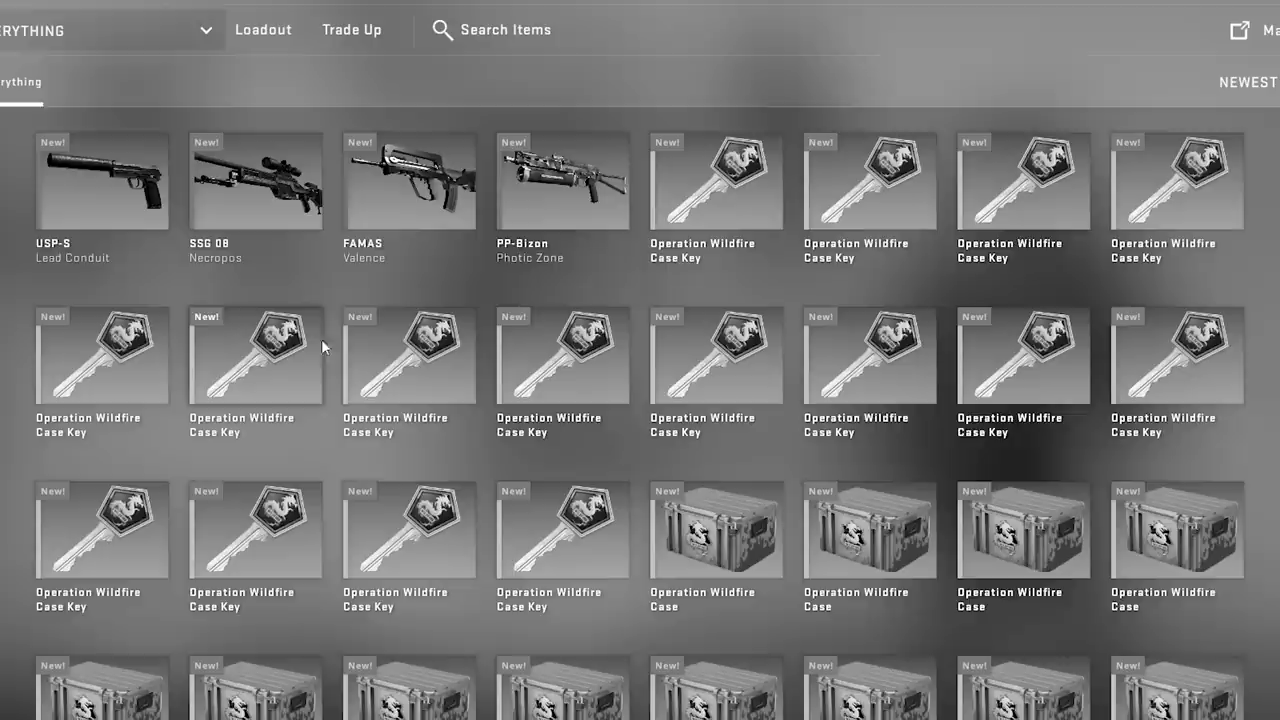 ERYTHING
Loadout
Trade Up
Search Items
Ma
rything
NEWEST
New!
New!
New!
New!
New!
New!
New!
New!
USP-S
Lead Conduit
SSG 08
Necropos
FAMAS
Valence
PP-Bizon
Photic Zone
Operation Wildfire
Case Key
Operation Wildfire
Case Key
Operation Wildfire
Case Key
Operation Wildfire
Case Key
New!
New!
New!
New!
New!
New!
New!
New!
Operation Wildfire
Case Key
Operation Wildfire
Case Key
Operation Wildfire
Case Key
Operation Wildfire
Case Key
Operation Wildfire
Case Key
Operation Wildfire
Case Key
Operation Wildfire
Case Key
Operation Wildfire
Case Key
New!
New!
New!
New!
New!
New!
New!
New!
Operation Wildfire
Case Key
Operation Wildfire
Case Key
Operation Wildfire
Case Key
Operation Wildfire
Case Key
Operation Wildfire
Case
Operation Wildfire
Case
Operation Wildfire
Case
Operation Wildfire
Case
New!
New!
New!
New!
New!
New!
New!
New!